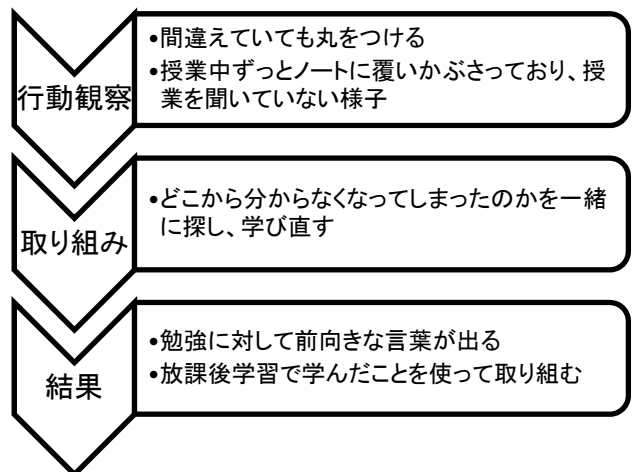 行動観察
•間違えていても丸をつける
•授業中ずっとノートに覆いかぶさっており、授
業を聞いていない様子
取り組み
•どこから分からなくなってしまったのかを一緒
に探し、学び直す
結果
•勉強に対して前向きな言葉が出る
•放課後学習で学んだことを使って取り組む